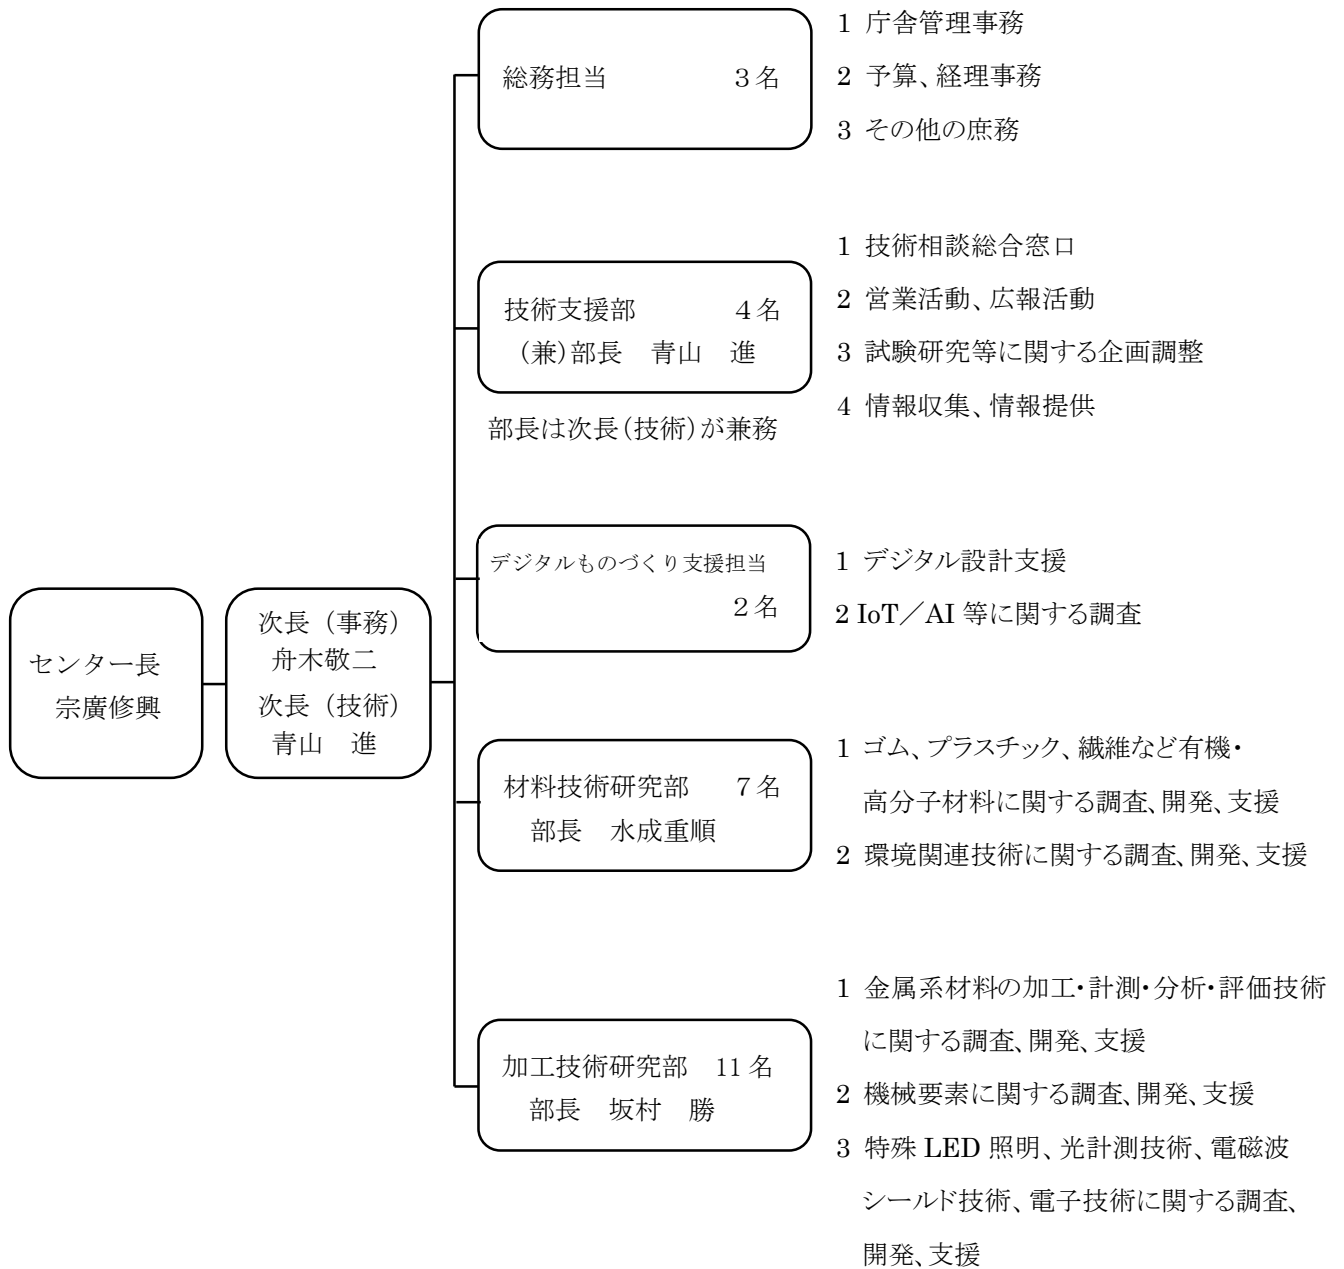 センター長
宗廣修興
次長（事務）
舟木敬二
次長（技術）
青山　進
総務担当　　　　３名
1 庁舎管理事務
2 予算、経理事務
3 その他の庶務
技術支援部　　　４名
（兼）部長　青山　進
部長は次長（技術）が兼務
1 技術相談総合窓口
2 営業活動、広報活動
3 試験研究等に関する企画調整
4 情報収集、情報提供
デジタルものづくり支援担当
２名
1 デジタル設計支援
2 IoT／AI 等に関する調査
材料技術研究部　７名
部長　水成重順
1 ゴム、プラスチック、繊維など有機・
高分子材料に関する調査、開発、支援
2 環境関連技術に関する調査、開発、支援
加工技術研究部　11 名
部長　坂村　勝
1 金属系材料の加工・計測・分析・評価技術
に関する調査、開発、支援
2 機械要素に関する調査、開発、支援
3 特殊 LED 照明、光計測技術、電磁波
シールド技術、電子技術に関する調査、
開発、支援